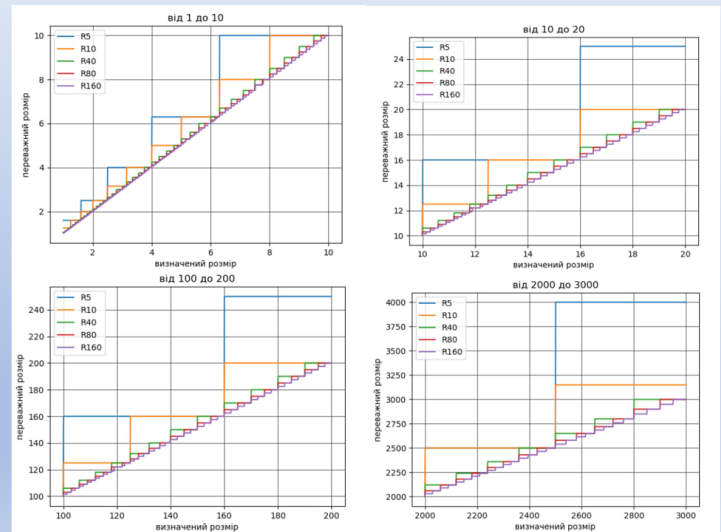 від 1 до 10
10
8
6
4
2
R5
R10
R40
R80
R160
переважний розмір
2
4
6
8
10
визначений розмір
від 10 до 20
24
22
20
18
16
14
12
10
R5
R10
R40
R80
R160
переважний розмір
10
12
14
16
18
20
визначений розмір
від 100 до 200
240
220
200
180
160
140
120
100
R5
R10
R40
R80
R160
переважний розмір
100
120
140
160
180
200
визначений розмір
від 2000 до 3000
4000
3750
3500
3250
3000
2750
2500
2250
2000
R5
R10
R40
R80
R160
переважний розмір
2000
2200
2400
2600
2800
3000
визначений розмір